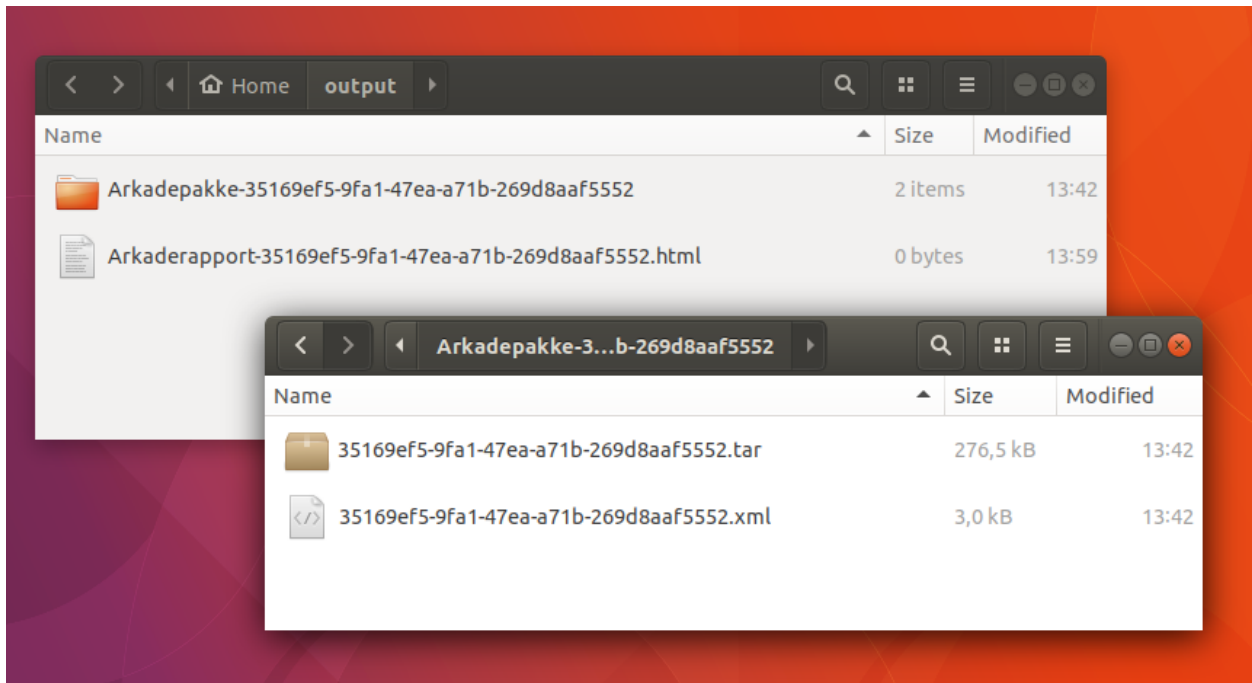 Home output
Name Size Modified
Arkadepakke-35169ef5-9fa1-47ea-a71b-269d8aaf5552 2 items 13:42
Arkaderapport-35169ef5-9fa1-47ea-a71b-269d8aaf5552.html 0 bytes 13:59
Arkadepakke-3...b-269d8aaf5552
Name Size Modified
35169ef5-9fa1-47ea-a71b-269d8aaf5552.tar 276,5 kB 13:42
35169ef5-9fa1-47ea-a71b-269d8aaf5552.xml 3,0 kB 13:42